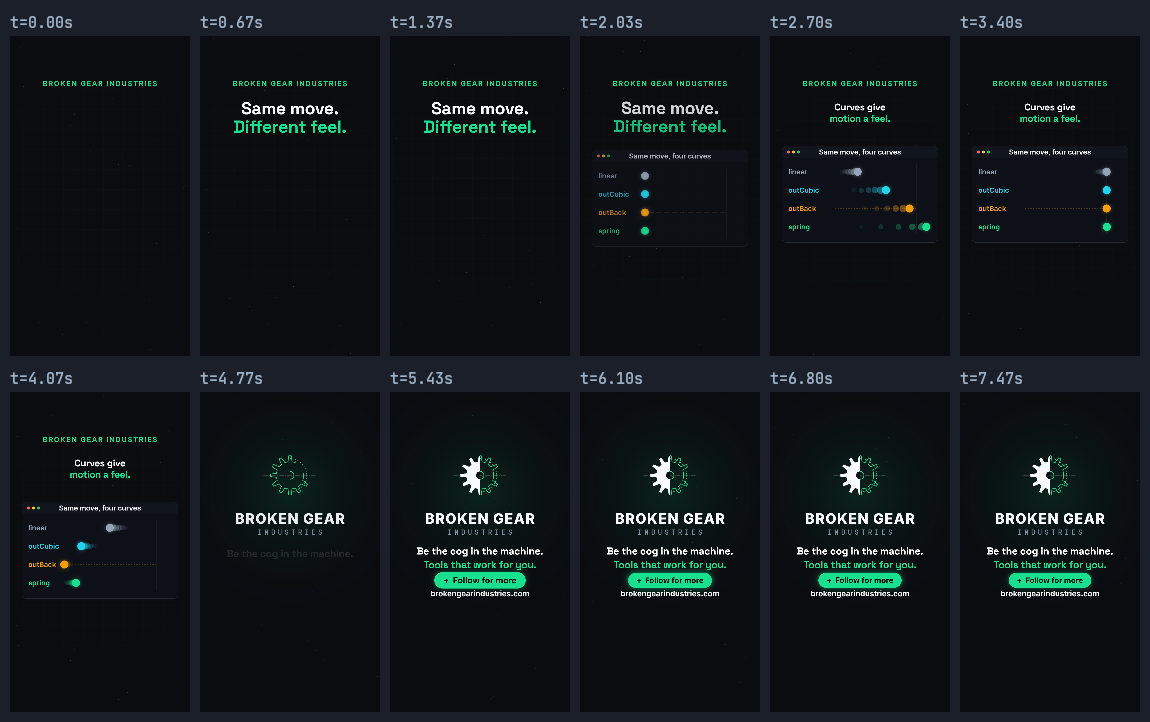 t=0.00s
BROKEN GEAR INDUSTRIES
t=0.67s
BROKEN GEAR INDUSTRIES
Same move.
Different feel.
t=1.37s
BROKEN GEAR INDUSTRIES
Same move.
Different feel.
t=2.03s
BROKEN GEAR INDUSTRIES
Same move.
Different feel.
Same move, four curves
linear
outCubic
outBack
spring
t=2.70s
BROKEN GEAR INDUSTRIES
Curves give
motion a feel.
Same move, four curves
linear
outCubic
outBack
spring
t=3.40s
BROKEN GEAR INDUSTRIES
Curves give
motion a feel.
Same move, four curves
linear
outCubic
outBack
spring
t=4.07s
BROKEN GEAR INDUSTRIES
Curves give
motion a feel.
Same move, four curves
linear
outCubic
outBack
spring
t=4.77s
BROKEN GEAR
INDUSTRIES
Be the cog in the machine.
t=5.43s
BROKEN GEAR
INDUSTRIES
Be the cog in the machine.
Tools that work for you.
+ Follow for more
brokengearindustries.com
t=6.10s
BROKEN GEAR
INDUSTRIES
Be the cog in the machine.
Tools that work for you.
+ Follow for more
brokengearindustries.com
t=6.80s
BROKEN GEAR
INDUSTRIES
Be the cog in the machine.
Tools that work for you.
+ Follow for more
brokengearindustries.com
t=7.47s
BROKEN GEAR
INDUSTRIES
Be the cog in the machine.
Tools that work for you.
+ Follow for more
brokengearindustries.com